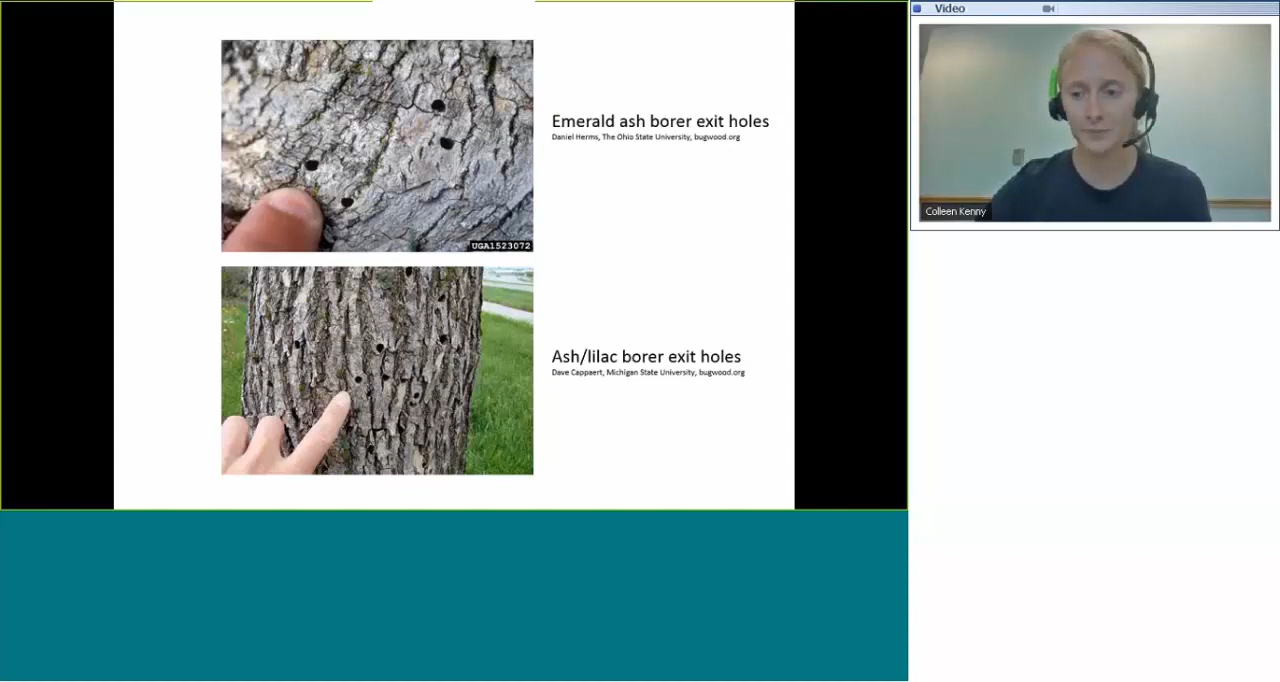 Video
Emerald ash borer exit holes
Daniel Herms, The Ohio State University, bugwood.org
UGA1523072
Colleen Kenny
Ash/lilac borer exit holes
Dave Cappaert, Michigan State University, bugwood.org